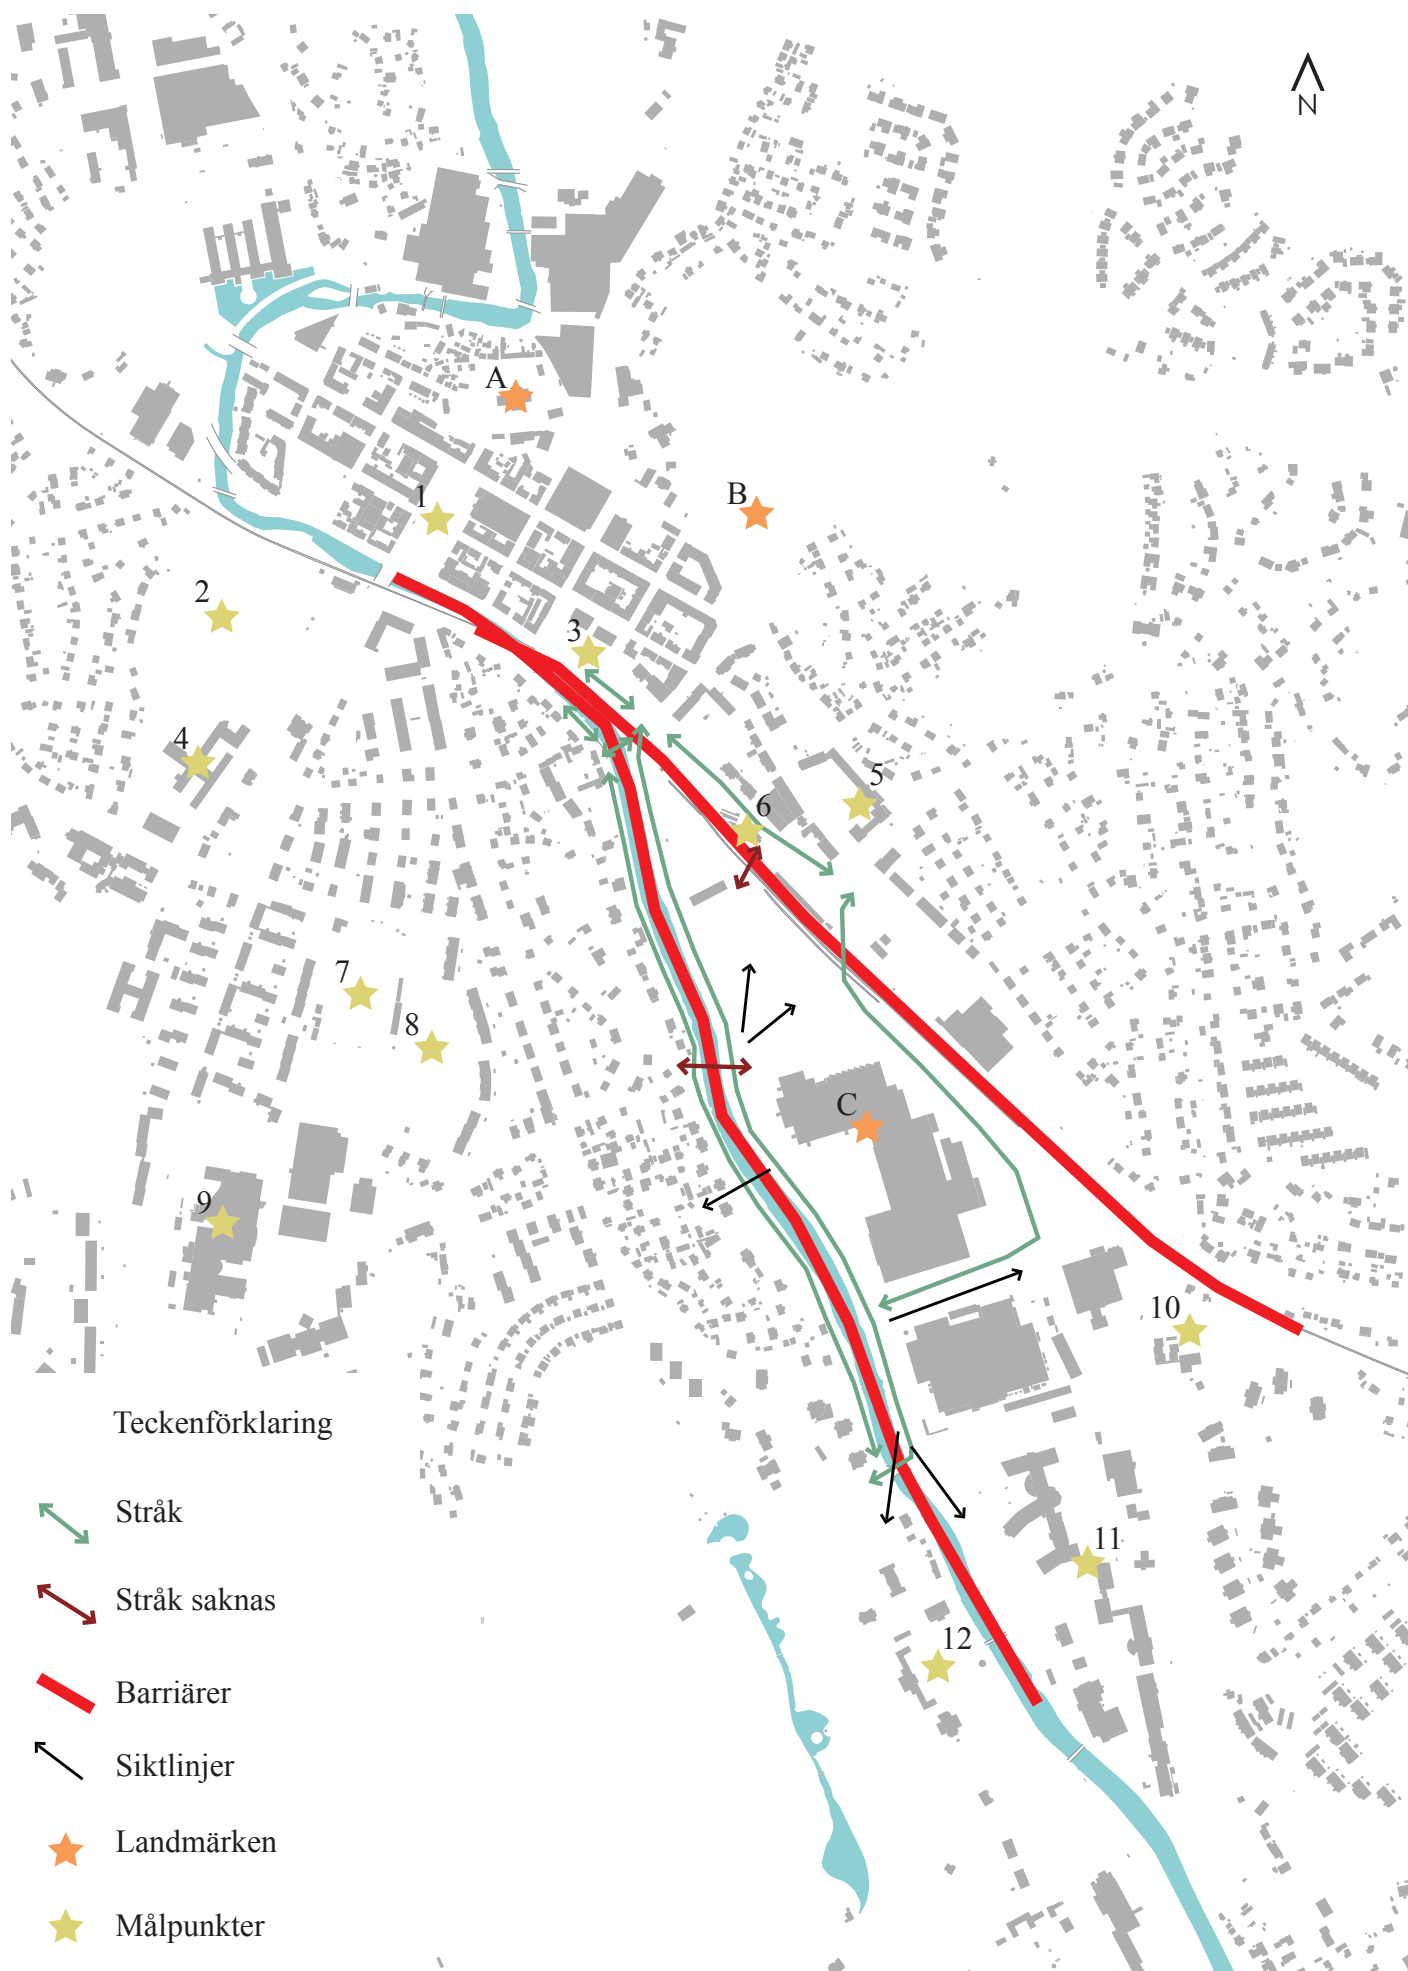 N
A
B
1
2
3
4
5
6
7
8
C
9
10
11
12
Teckenförklaring
Stråk
Stråk saknas
Barriärer
Siktlinjer
Landmärken
Målpunkter